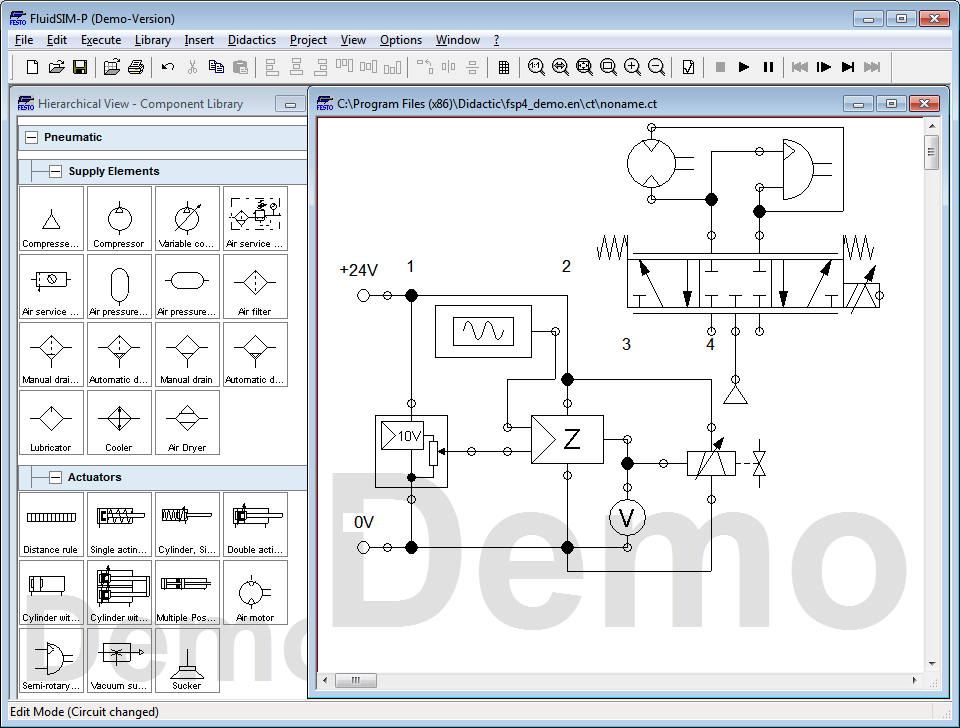 FluidSIM-P (Demo-Version)
File Edit Execute Library Insert Didactics Project View Options Window ?
1:1
Hierarchical View - Component Library
Pneumatic
Supply Elements
Compresse... Compressor Variable co... Air service ...
Air service ... Air pressure... Air pressure... Air filter
Manual drai... Automatic d... Manual drain Automatic d...
Lubricator Cooler Air Dryer
Actuators
Distance rule Single actin... Cylinder, Si... Double acti...
Cylinder wit... Cylinder wit... Multiple Pos... Air motor
Semi-rotary... Vacuum su... Sucker
Demo
C:\Program Files (x86)\Didactic\fsp4_demo.en\ct\noname.ct
+24V 1 2
3 4
10V Z
0V V
Demo
Edit Mode (Circuit changed)